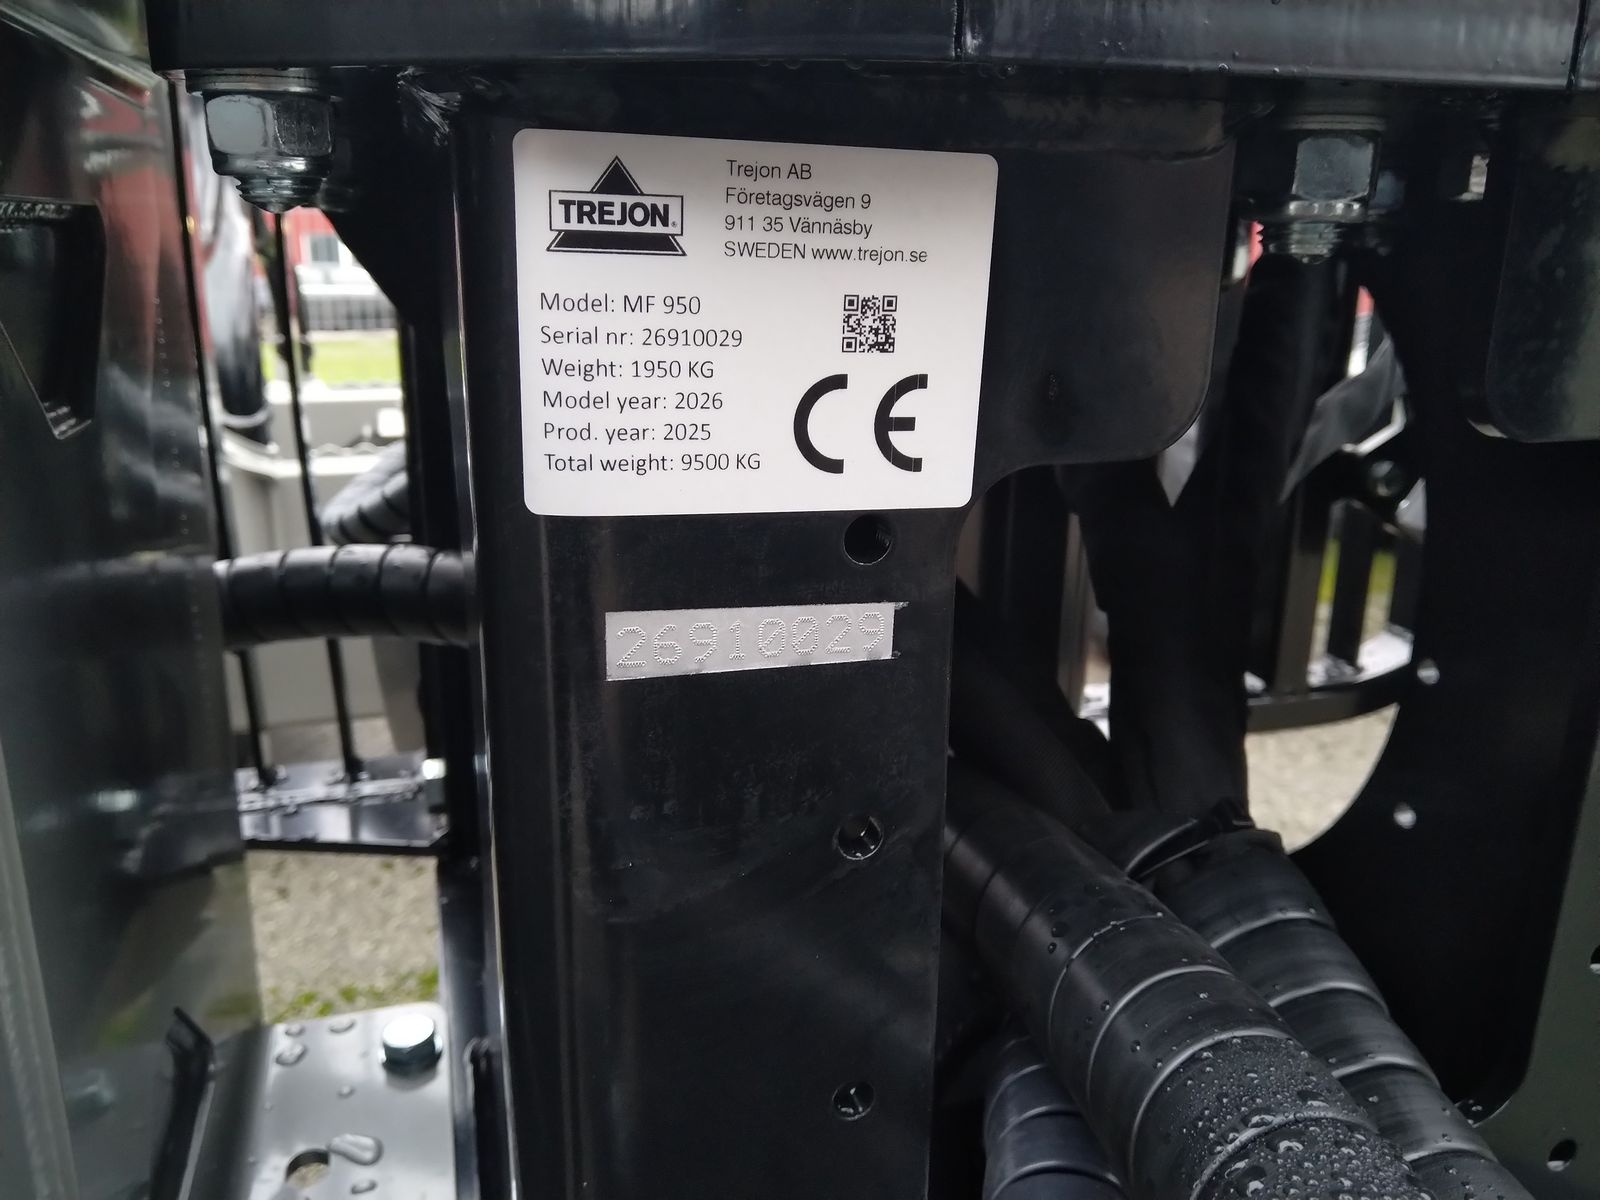 TREJON®
Trejon AB
Företagsvägen 9
911 35 Vännäsby
SWEDEN www.trejon.se
Model: MF 950
Serial nr: 26910029
Weight: 1950 KG
Model year: 2026
Prod. year: 2025
Total weight: 9500 KG
CE
26910029